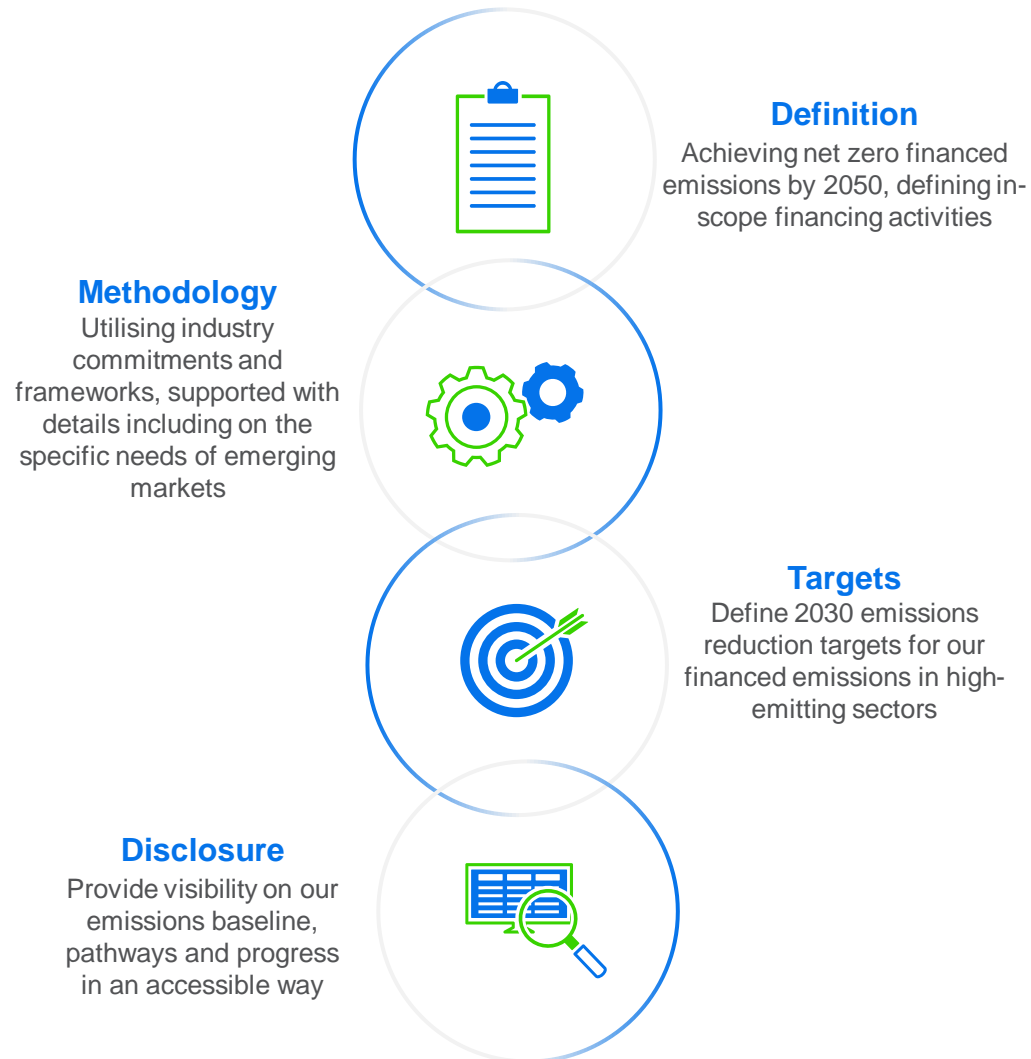 Definition
Achieving net zero financed
emissions by 2050, defining in-
scope financing activities
Methodology
Utilising industry
commitments and
frameworks, supported with
details including on the
specific needs of emerging
markets
Targets
Define 2030 emissions
reduction targets for our
financed emissions in high-
emitting sectors
Disclosure
Provide visibility on our
emissions baseline,
pathways and progress
in an accessible way